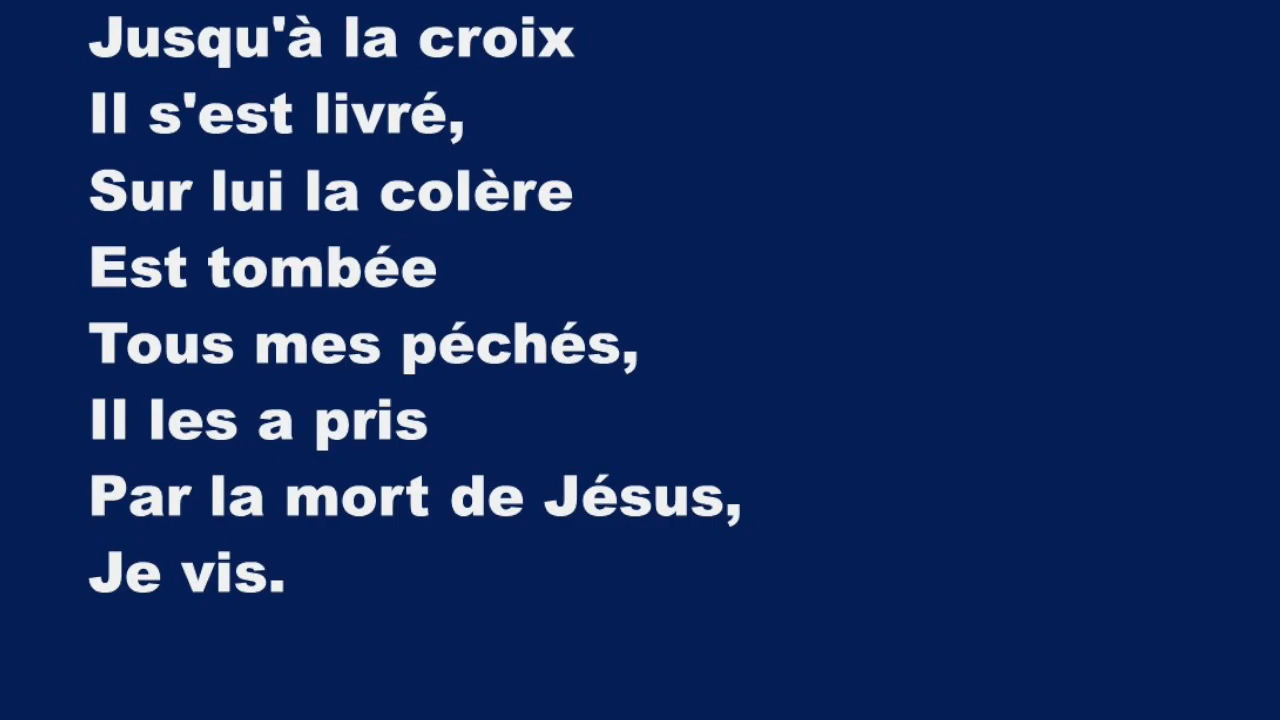 Jusqu'à la croix
Il s'est livré,
Sur lui la colère
Est tombée
Tous mes péchés,
Il les a pris
Par la mort de Jésus,
Je vis.